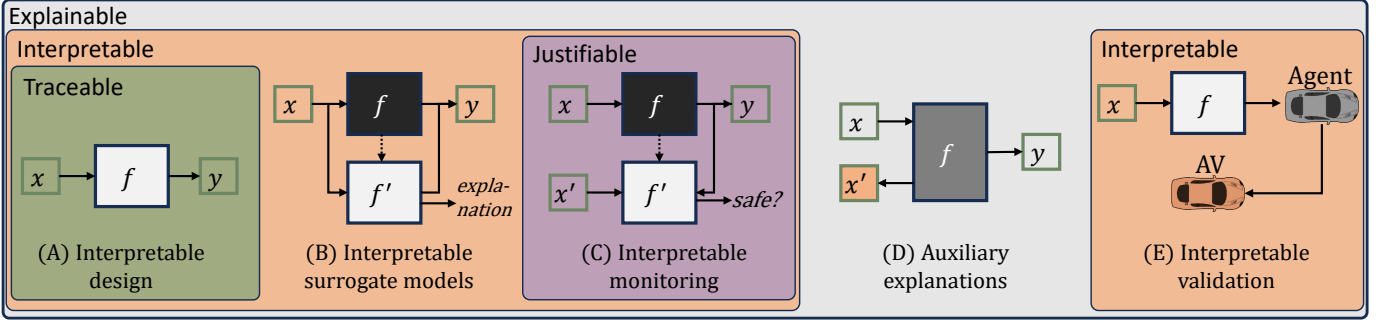 Explainable
Interpretable
Traceable
x
f
y
(A) Interpretable
design
x
f
y
f'
expla-
nation
(B) Interpretable
surrogate models
Justifiable
x
f
y
x'
f'
safe?
(C) Interpretable
monitoring
x
f
y
x'
(D) Auxiliary
explanations
Interpretable
x
f
Agent
AV
(E) Interpretable
validation